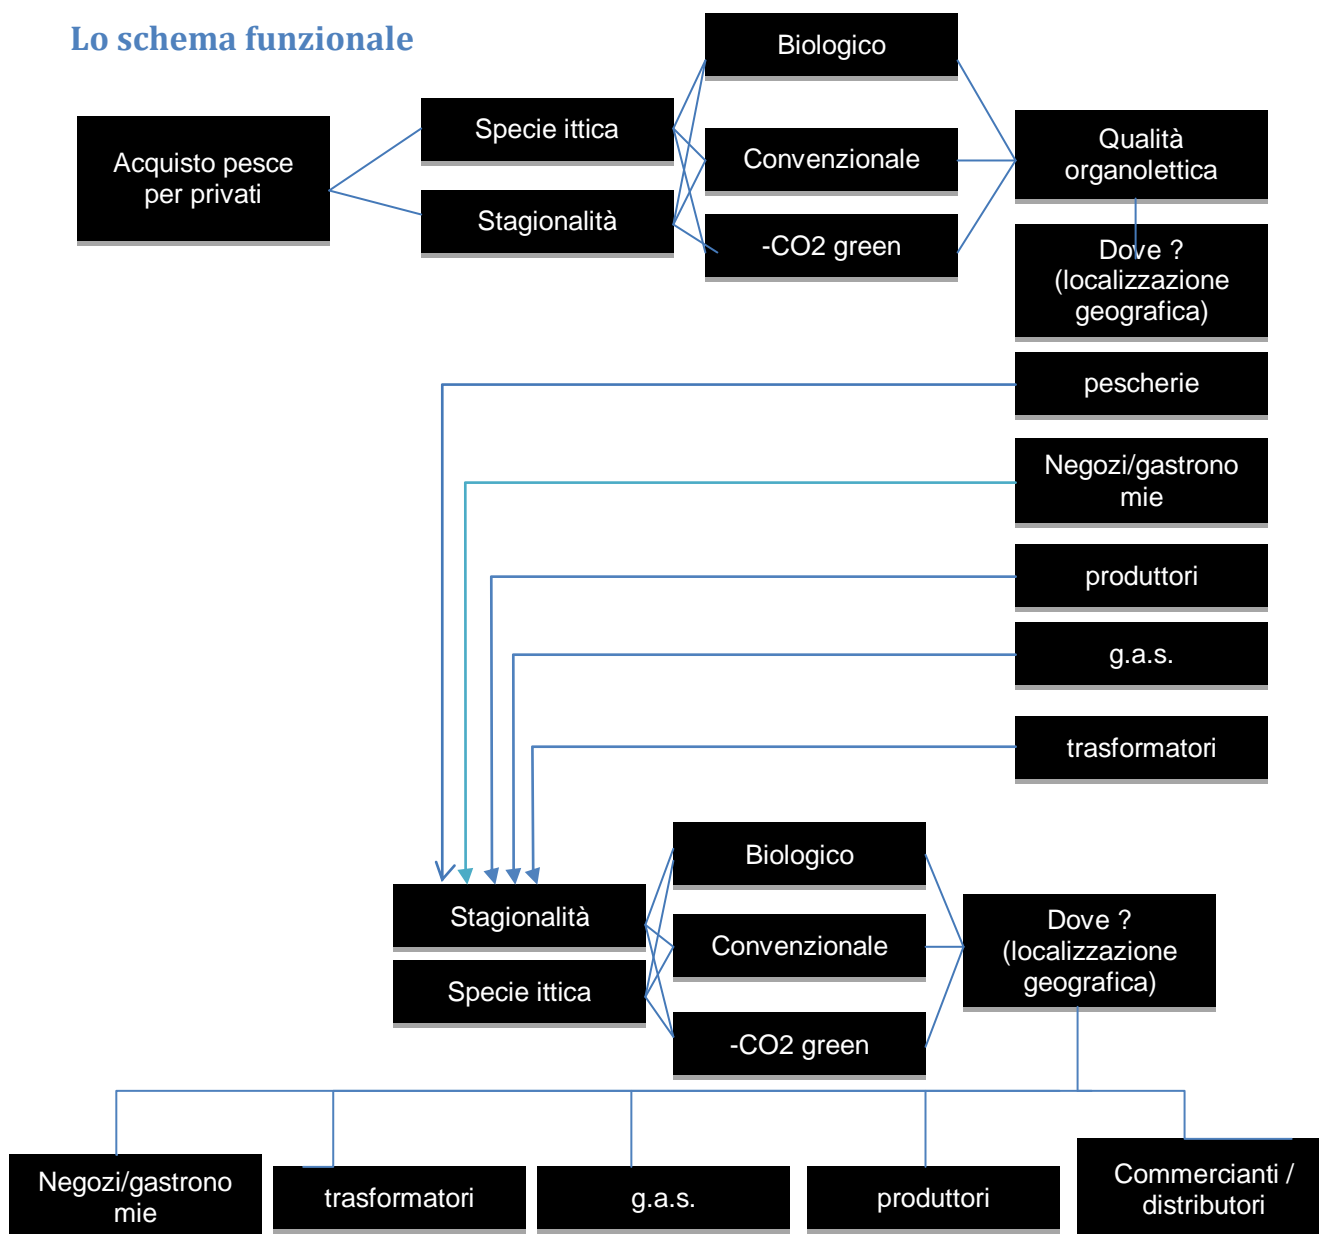 Lo schema funzionale
Biologico
Specie ittica
Acquisto pesce
per privati
Convenzionale
Qualità
organolettica
Stagionalità
-CO2 green
Dove ?
(localizzazione
geografica)
pescherie
Negozi/gastrono
mie
produttori
g.a.s.
trasformatori
Biologico
Stagionalità
Convenzionale
Dove ?
(localizzazione
geografica)
Specie ittica
-CO2 green
Negozi/gastrono
mie
trasformatori
g.a.s.
produttori
Commercianti /
distributori